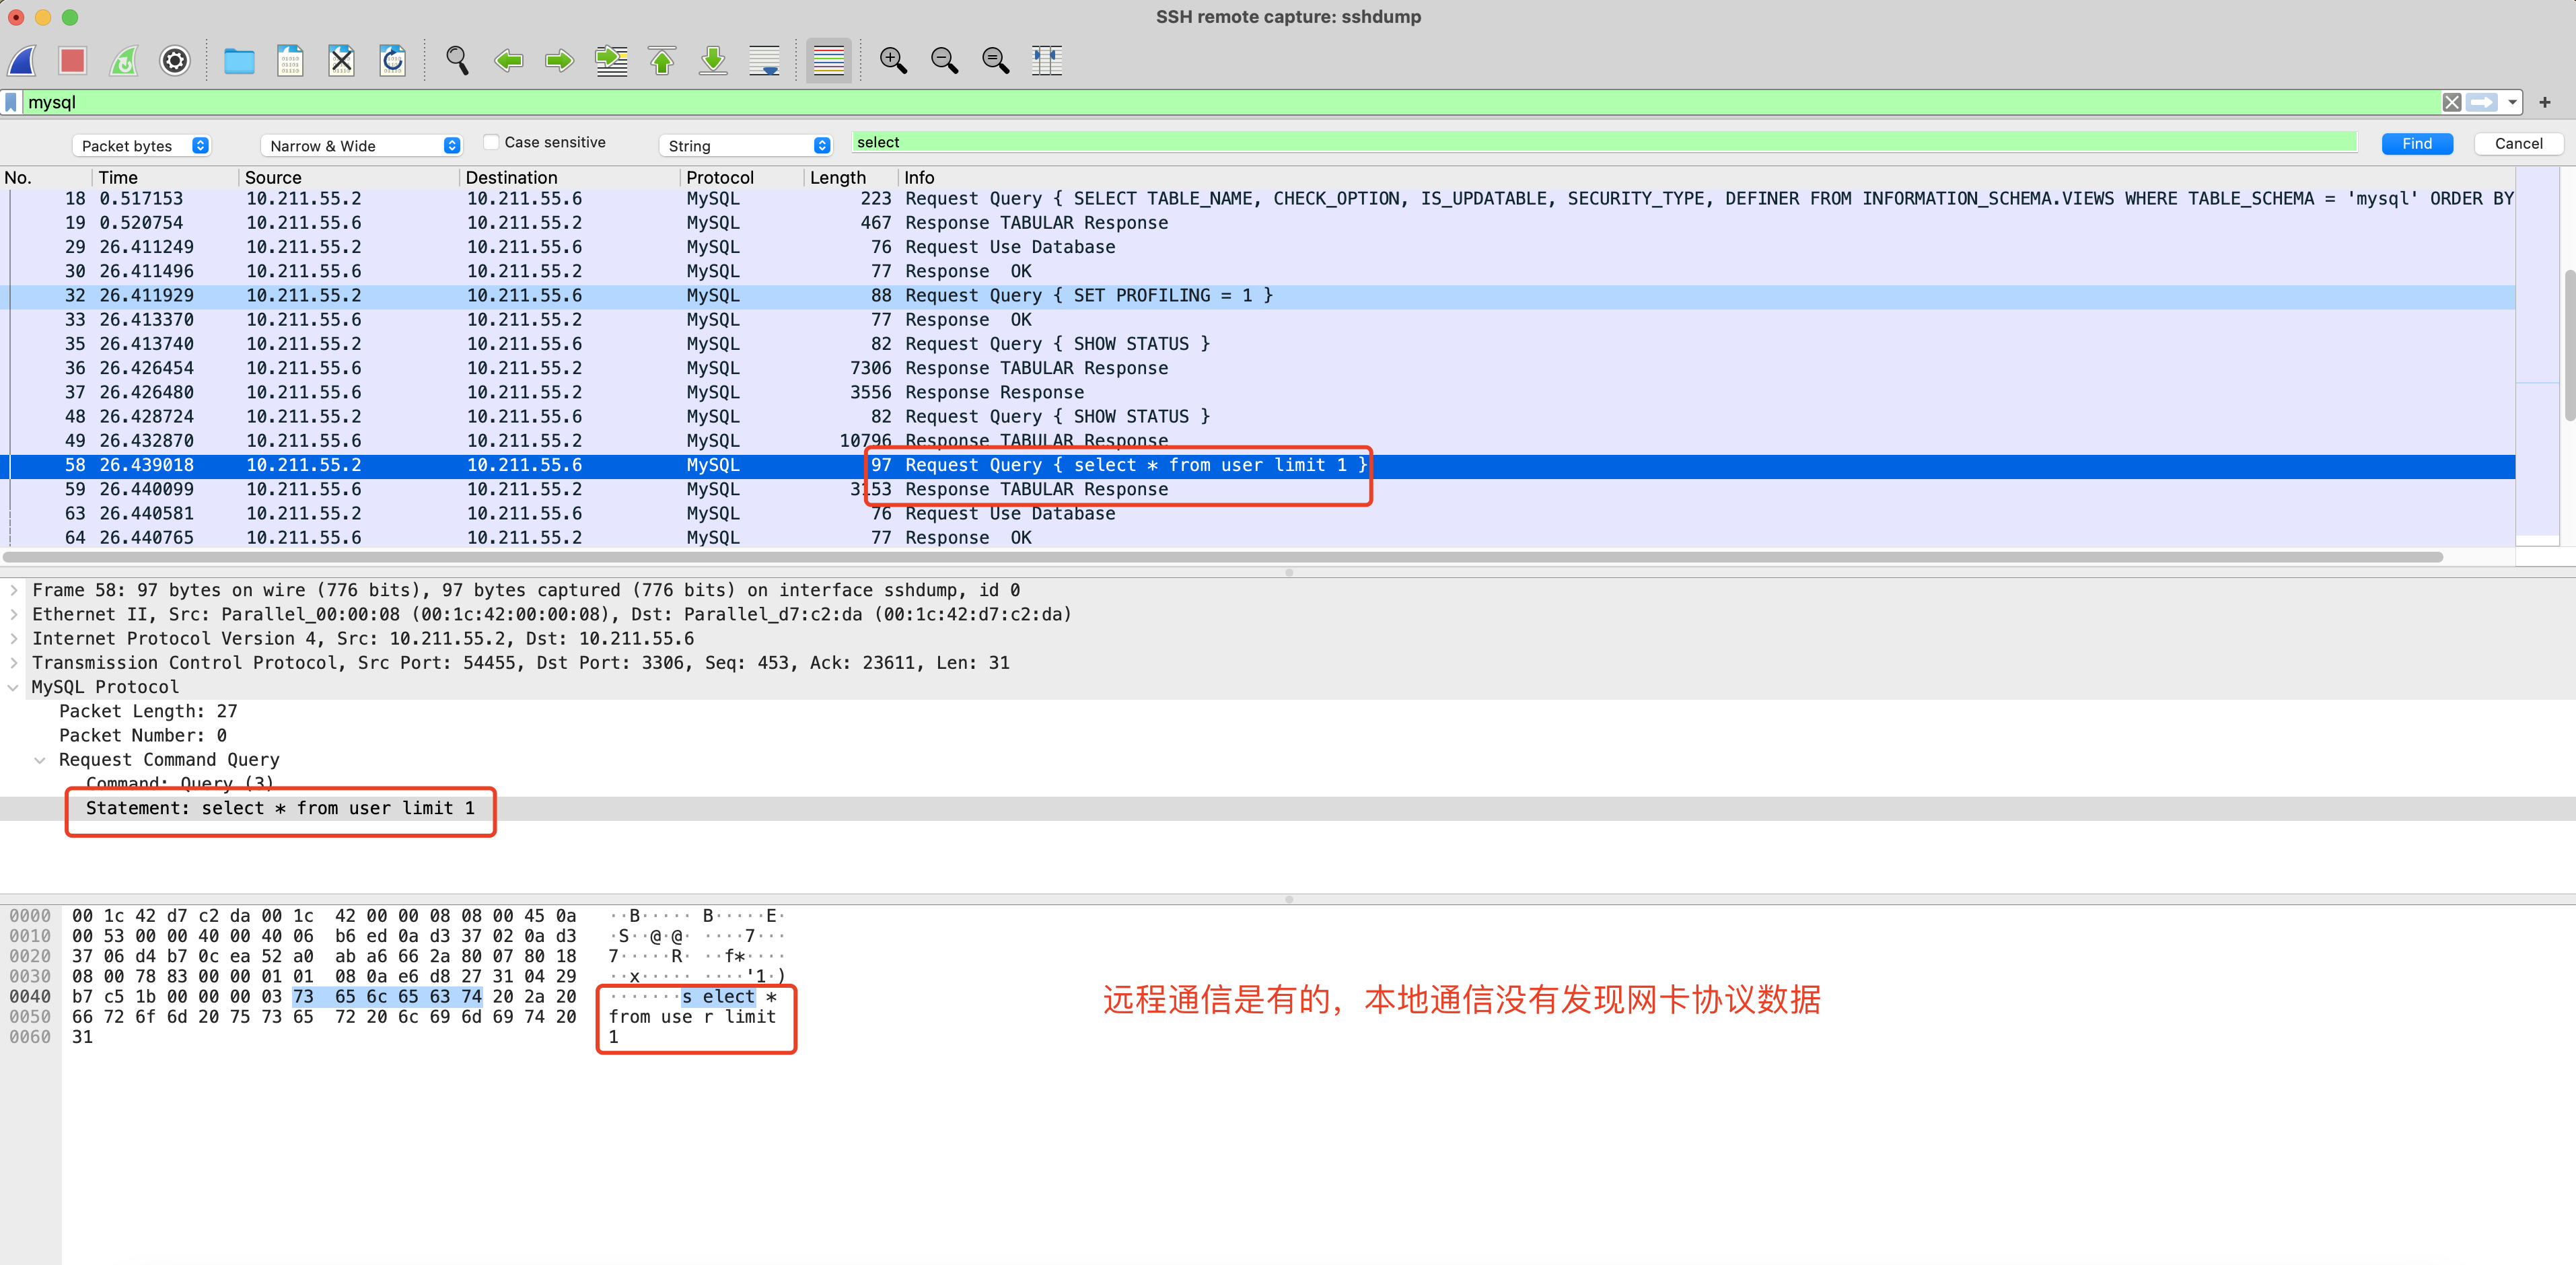 SSH remote capture: sshdump
mysql
Packet bytes Narrow & Wide Case sensitive String select Find Cancel
No. Time Source Destination Protocol Length Info
18 0.517153 10.211.55.2 10.211.55.6 MySQL 223 Request Query { SELECT TABLE_NAME, CHECK_OPTION, IS_UPDATABLE, SECURITY_TYPE, DEFINER FROM INFORMATION_SCHEMA.VIEWS WHERE TABLE_SCHEMA = 'mysql' ORDER BY
19 0.520754 10.211.55.6 10.211.55.2 MySQL 467 Response TABULAR Response
29 26.411249 10.211.55.2 10.211.55.6 MySQL 76 Request Use Database
30 26.411496 10.211.55.6 10.211.55.2 MySQL 77 Response  OK
32 26.411929 10.211.55.2 10.211.55.6 MySQL 88 Request Query { SET PROFILING = 1 }
33 26.413370 10.211.55.6 10.211.55.2 MySQL 77 Response  OK
35 26.413740 10.211.55.2 10.211.55.6 MySQL 82 Request Query { SHOW STATUS }
36 26.426454 10.211.55.6 10.211.55.2 MySQL 7306 Response TABULAR Response
37 26.426480 10.211.55.6 10.211.55.2 MySQL 3556 Response Response
48 26.428724 10.211.55.2 10.211.55.6 MySQL 82 Request Query { SHOW STATUS }
49 26.432870 10.211.55.6 10.211.55.2 MySQL 10796 Response TABULAR Response
58 26.439018 10.211.55.2 10.211.55.6 MySQL 97 Request Query { select * from user limit 1 }
59 26.440099 10.211.55.6 10.211.55.2 MySQL 3153 Response TABULAR Response
63 26.440581 10.211.55.2 10.211.55.6 MySQL 76 Request Use Database
64 26.440765 10.211.55.6 10.211.55.2 MySQL 77 Response  OK
Frame 58: 97 bytes on wire (776 bits), 97 bytes captured (776 bits) on interface sshdump, id 0
Ethernet II, Src: Parallel_00:00:08 (00:1c:42:00:00:08), Dst: Parallel_d7:c2:da (00:1c:42:d7:c2:da)
Internet Protocol Version 4, Src: 10.211.55.2, Dst: 10.211.55.6
Transmission Control Protocol, Src Port: 54455, Dst Port: 3306, Seq: 453, Ack: 23611, Len: 31
MySQL Protocol
Packet Length: 27
Packet Number: 0
Request Command Query
Command: Query (3)
Statement: select * from user limit 1
0000 00 1c 42 d7 c2 da 00 1c 42 00 00 08 08 00 45 0a ··B····· B·····E·
0010 00 53 00 00 40 00 40 06 b6 ed 0a d3 37 02 0a d3 ·S··@·@· ····7···
0020 37 06 d4 b7 0c ea 52 a0 ab a6 66 2a 80 07 80 18 7·····R· ··f*····
0030 08 00 78 83 00 00 01 01 08 0a e6 d8 27 31 04 29 ··x····· ····'1·)
0040 b7 c5 1b 00 00 00 03 73 65 6c 65 63 74 20 2a 20 ·······s elect *
0050 66 72 6f 6d 20 75 73 65 72 20 6c 69 6d 69 74 20 from use r limit
0060 31 1
远程通信是有的，本地通信没有发现网卡协议数据